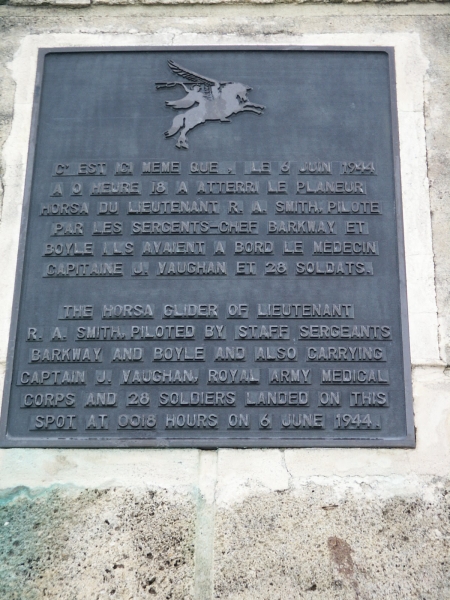 C' EST ICI MEME QUE , LE 6 JUIN 1944
A 0 HEURE 18 A ATTERRI LE PLANEUR
HORSA DU LIEUTENANT R. A. SMITH, PILOTE
PAR LES SERGENTS-CHEF BARKWAY ET
BOYLE ILS AVAIENT A BORD LE MEDECIN
CAPITAINE J. VAUGHAN ET 28 SOLDATS.
THE HORSA GLIDER OF LIEUTENANT
R. A. SMITH, PILOTED BY STAFF SERGEANTS
BARKWAY AND BOYLE AND ALSO CARRYING
CAPTAIN J. VAUGHAN, ROYAL ARMY MEDICAL
CORPS AND 28 SOLDIERS LANDED ON THIS
SPOT AT 0018 HOURS ON 6 JUNE 1944.